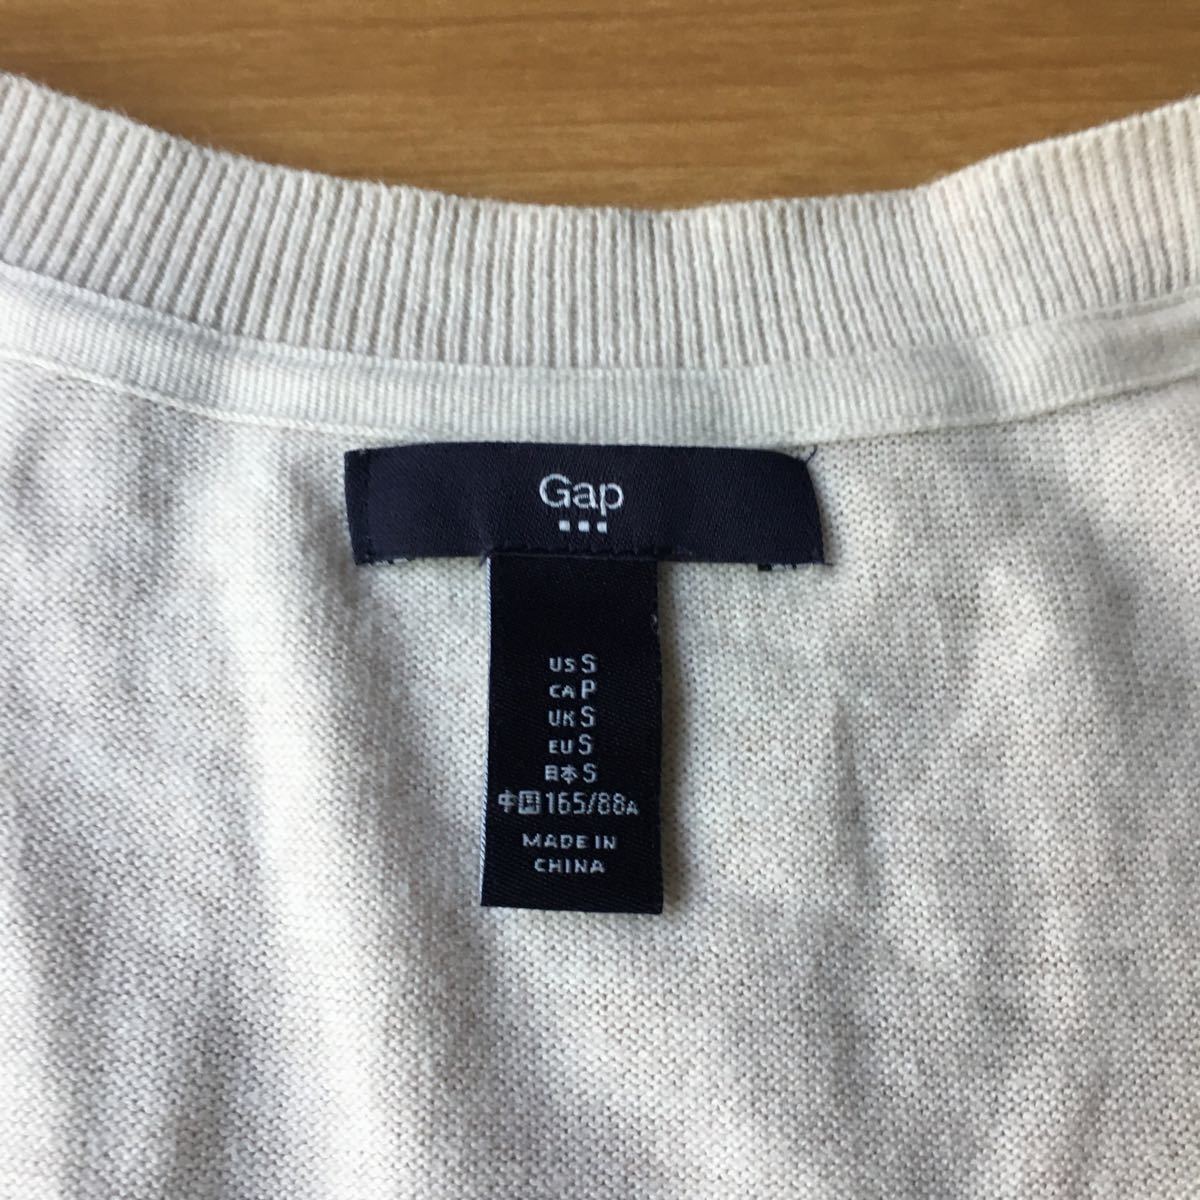 Gap
US S
CA P
UK S
EU S
日本 S
中国 165/88A
MADE IN
CHINA